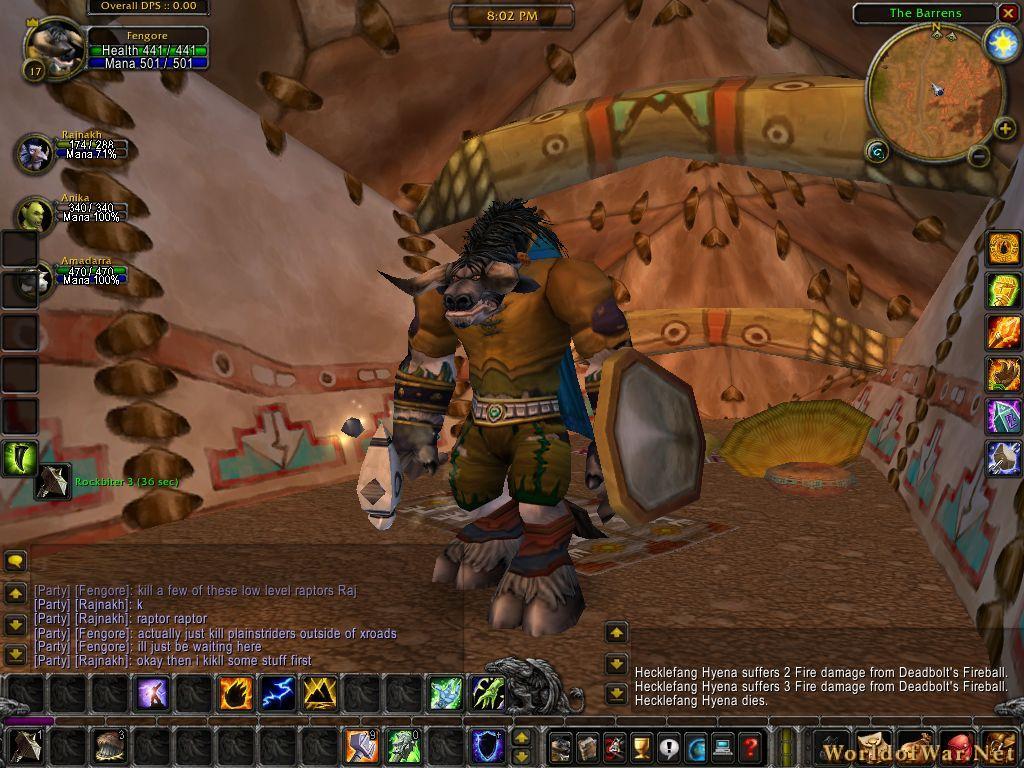 Overall DPS :: 0.00
8:02 PM
The Barrens
N
Fengore
Health 441 / 441
Mana 501 / 501
17
Rajnakh
174 / 288
Mana 71%
Anika
340 / 340
Mana 100%
Amadarra
470 / 470
Mana 100%
Rockbiter 3 (36 sec)
[Party] [Fengore]: kill a few of these low level raptors Raj
[Party] [Rajnakh]: k
[Party] [Rajnakh]: raptor raptor
[Party] [Fengore]: actually just kill plainstriders outside of xroads
[Party] [Fengore]: ill just be waiting here
[Party] [Rajnakh]: okay then i kikll some stuff first
Hecklefang Hyena suffers 2 Fire damage from Deadbolt's Fireball.
Hecklefang Hyena suffers 3 Fire damage from Deadbolt's Fireball.
Hecklefang Hyena dies.
1
3
9
0
WorldofWar.Net